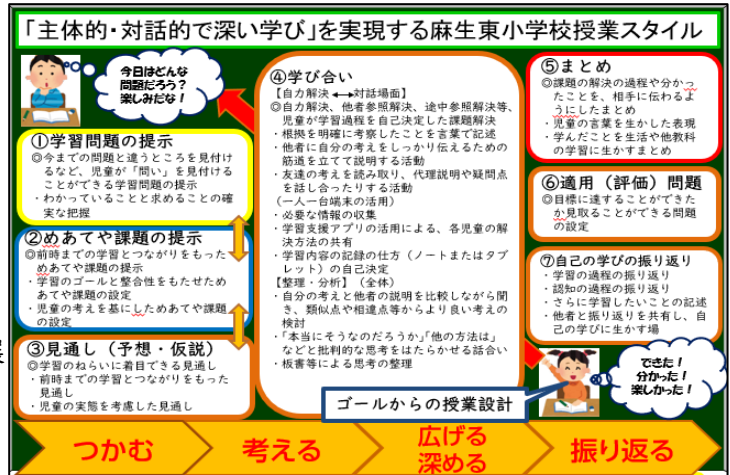 「主体的・対話的で深い学び」を実現する麻生東小学校授業スタイル
今日はどんな
問題だろう？
楽しみだな！
①学習問題の提示
◎今までの問題と違うところを見付け
るなど、児童が「問い」を見付ける
ことができる学習問題の提示
・わかっていることと求めることの確
実な把握
②めあてや課題の提示
◎前時までの学習とつながりをもった
めあてや課題の提示
・学習のゴールと整合性をもたせため
あてや課題の設定
・児童の考えを基にしためあてや課題
の設定
③見通し（予想・仮説）
◎学習のねらいに着目できる見通し
・前時までの学習とつながりをもった
見通し
・児童の実態を考慮した見通し
④学び合い
【自力解決⟷対話場面】
◎自力解決、他者参照解決、途中参照解決等、
児童が学習過程を自己決定した課題解決
・根拠を明確に考察したことを言葉で記述
・他者に自分の考えをしっかり伝えるための
筋道を立てて説明する活動
・友達の考えを読み取り、代理説明や疑問点
を話し合ったりする活動
（一人一台端末の活用）
・必要な情報の収集
・学習支援アプリの活用による、各児童の解
決方法の共有
・学習内容の記録の仕方（ノートまたはタブ
レット）の自己決定
【整理・分析】（全体）
・自分の考えと他者の説明を比較しながら聞
き、類似点や相違点等からより良い考えの
検討
・「本当にそうなのだろうか」「他の方法は」
などと批判的な思考をはたらかせる話合い
・板書等による思考の整理
⑤まとめ
◎課題の解決の過程や分かっ
たことを、相手に伝わるよ
うにしたまとめ
・児童の言葉を生かした表現
・学んだことを生活や他教科
の学習に生かすまとめ
⑥適用（評価）問題
◎目標に達することができた
か見取ることができる問題
の設定
⑦自己の学びの振り返り
・学習の過程の振り返り
・認知の過程の振り返り
・さらに学習したいことの記述
・他者と振り返りを共有し、自
己の学びに生かす場
できた！
分かった！
楽しかった！
ゴールからの授業設計
つかむ
考える
広げる
深める
振り返る